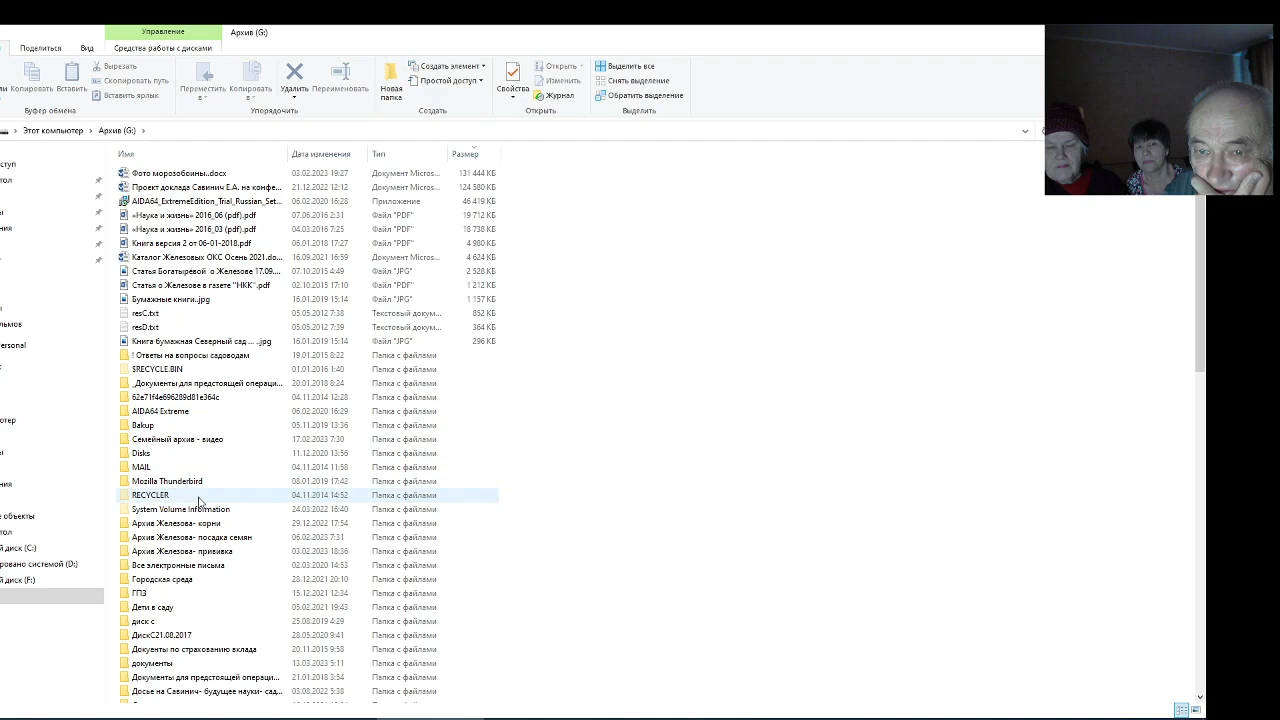 Управление
Архив (G:)
Поделиться
Вид
Средства работы с дисками
Копировать
Вставить
Вырезать
Скопировать путь
Вставить ярлык
Буфер обмена
Переместить в
Копировать в
Удалить
Переименовать
Упорядочить
Новая папка
Создать элемент
Простой доступ
Создать
Свойства
Открыть
Изменить
Журнал
Открыть
Выделить все
Снять выделение
Обратить выделение
Выделить
Этот компьютер
Архив (G:)
Имя
Дата изменения
Тип
Размер
Фото морозобоины..docx 03.02.2023 19:27 Документ Micros... 131 444 КБ
Проект доклада Савинич Е.А. на конфе... 21.12.2022 12:12 Документ Micros... 124 580 КБ
AIDA64_ExtremeEdition_Trial_Russian_Set... 06.02.2020 16:28 Приложение 46 419 КБ
«Наука и жизнь» 2016_06 (pdf).pdf 07.06.2016 2:31 Файл "PDF" 19 712 КБ
«Наука и жизнь» 2016_03 (pdf).pdf 04.03.2016 7:25 Файл "PDF" 18 738 КБ
Книга версия 2 от 06-01-2018.pdf 06.01.2018 17:27 Файл "PDF" 4 980 КБ
Каталог Железовых ОКС Осень 2021.do... 16.09.2021 16:59 Документ Micros... 4 624 КБ
Статья Богатырёвой о Железове 17.09.... 07.10.2015 4:49 Файл "JPG" 2 528 КБ
Статья о Железове в газете "НКК".pdf 02.10.2015 17:10 Файл "PDF" 1 212 КБ
Бумажные книги..jpg 16.01.2019 15:14 Файл "JPG" 1 157 КБ
resC.txt 05.05.2012 7:38 Текстовый докум... 852 КБ
resD.txt 05.05.2012 7:39 Текстовый докум... 364 КБ
Книга бумажная Северный сад ... ..jpg 16.01.2019 15:14 Файл "JPG" 296 КБ
! Ответы на вопросы садоводам 19.01.2015 8:22 Папка с файлами
$RECYCLE.BIN 01.01.2016 1:40 Папка с файлами
_Документы для предстоящей операци... 20.01.2018 8:24 Папка с файлами
62e71f4e696289d81e364c 04.11.2014 12:28 Папка с файлами
AIDA64 Extreme 06.02.2020 16:29 Папка с файлами
Bakup 05.11.2019 13:36 Папка с файлами
Cемейный архив - видео 17.02.2023 7:30 Папка с файлами
Disks 11.12.2020 13:56 Папка с файлами
MAIL 04.11.2014 11:58 Папка с файлами
Mozilla Thunderbird 08.01.2019 17:42 Папка с файлами
RECYCLER 04.11.2014 14:52 Папка с файлами
System Volume Information 24.03.2022 16:40 Папка с файлами
Архив Железова- корни 29.12.2022 17:54 Папка с файлами
Архив Железова- посадка семян 06.02.2023 7:31 Папка с файлами
Архив Железова- прививка 03.02.2023 18:36 Папка с файлами
Все электронные письма 02.03.2020 14:53 Папка с файлами
Городская среда 28.12.2021 20:10 Папка с файлами
ГПЗ 15.12.2021 12:34 Папка с файлами
Дети в саду 05.02.2021 19:43 Папка с файлами
диск с 25.08.2019 4:29 Папка с файлами
ДискС21.08.2017 28.05.2020 9:41 Папка с файлами
Докуенты по страхованию вклада 20.11.2015 9:58 Папка с файлами
документы 13.03.2023 5:11 Папка с файлами
Документы для предстоящей операци... 21.01.2018 3:54 Папка с файлами
Досье на Савинич- будущее науки- сад... 03.08.2022 5:38 Папка с файлами
ступ
тол
ния
льмов
ersonal
ютер
ния
е объекты
тол
й диск (C:)
ировано системой (D:)
й диск (F:)